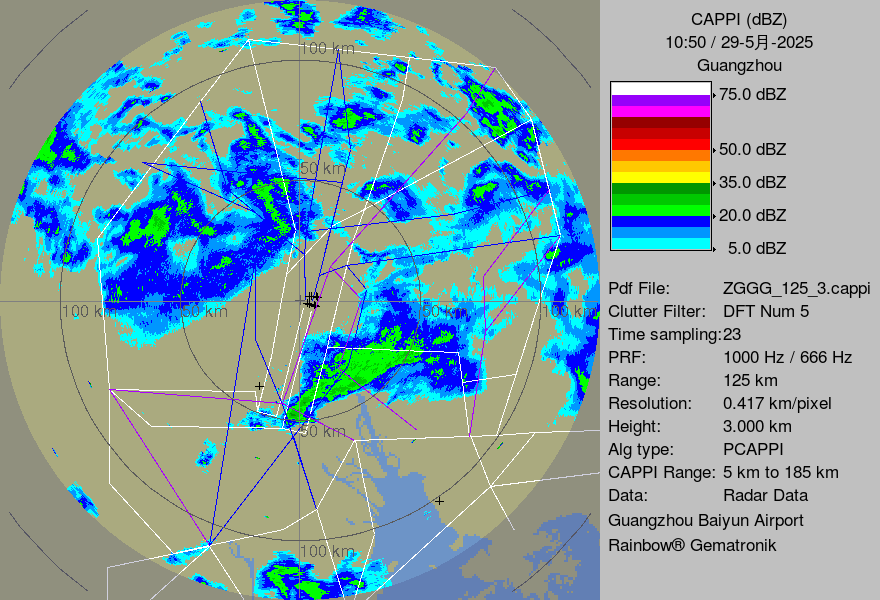 CAPPI (dBZ)
10:50 / 29-5月-2025
Guangzhou
75.0 dBZ
50.0 dBZ
35.0 dBZ
20.0 dBZ
5.0 dBZ
Pdf File: ZGGG_125_3.cappi
Clutter Filter: DFT Num 5
Time sampling:23
PRF: 1000 Hz / 666 Hz
Range: 125 km
Resolution: 0.417 km/pixel
Height: 3.000 km
Alg type: PCAPPI
CAPPI Range: 5 km to 185 km
Data: Radar Data
Guangzhou Baiyun Airport
Rainbow® Gematronik
100 km
50 km
100 km 50 km 50 km 100 km
50 km
100 km